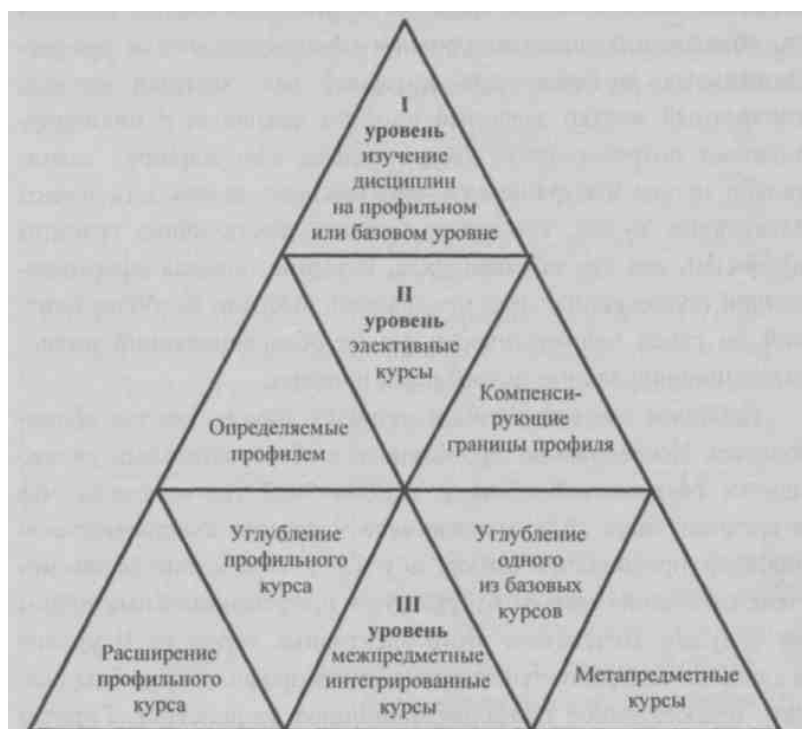 I
уровень
изучение
дисциплин
на профильном
или базовом уровне
II
уровень
элективные
курсы
Определяемые
профилем
Компенси-
рующие
границы профиля
Углубление
профильного
курса
Углубление
одного
из базовых
курсов
Расширение
профильного
курса
III
уровень
межпредметные
интегрированные
курсы
Метапредметные
курсы